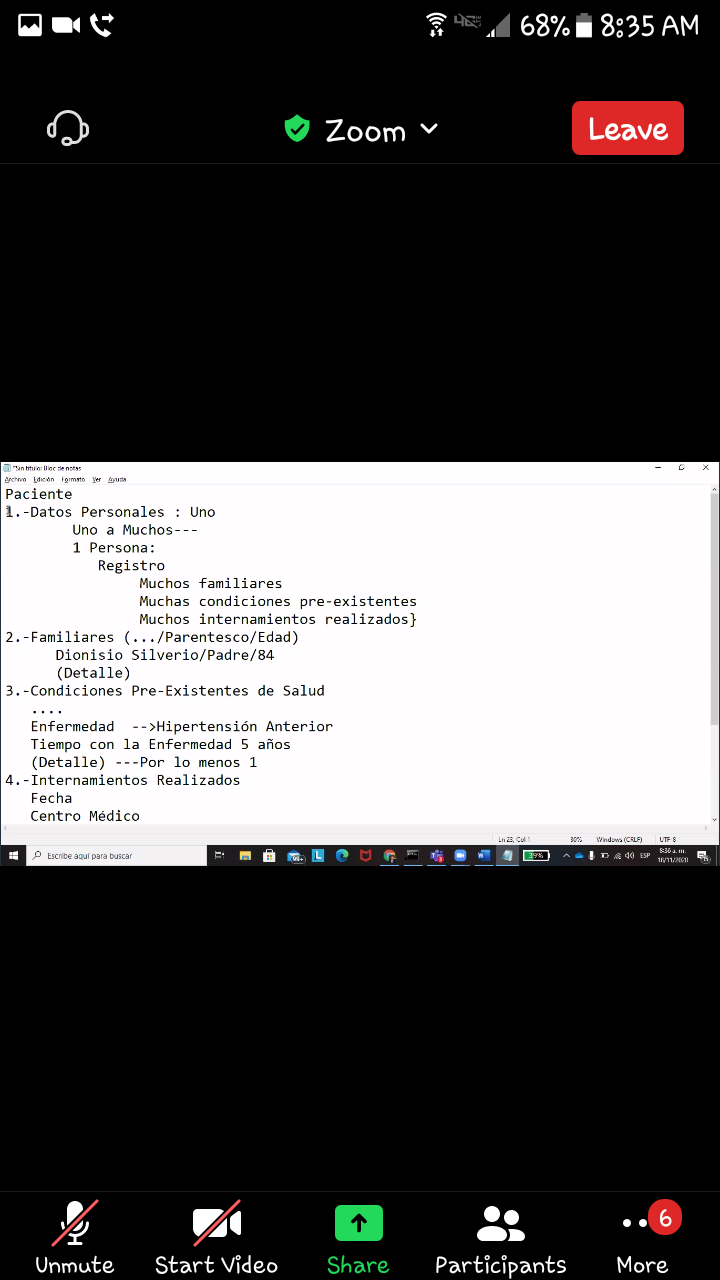 68% 8:35 AM
Zoom
Leave
*Sin título: Bloc de notas
Archivo Edición Formato Ver Ayuda
Paciente
1.-Datos Personales : Uno
Uno a Muchos---
1 Persona:
Registro
Muchos familiares
Muchas condiciones pre-existentes
Muchos internamientos realizados}
2.-Familiares (.../Parentesco/Edad)
Dionisio Silverio/Padre/84
(Detalle)
3.-Condiciones Pre-Existentes de Salud
....
Enfermedad -->Hipertensión Anterior
Tiempo con la Enfermedad 5 años
(Detalle) ---Por lo menos 1
4.-Internamientos Realizados
Fecha
Centro Médico
Ln 23, Col 1 Windows (CRLF) UTF-8
Escribe aquí para buscar
99+ ESP 8:36 a. m.
16/11/2020
6
Unmute Start Video Share Participants More